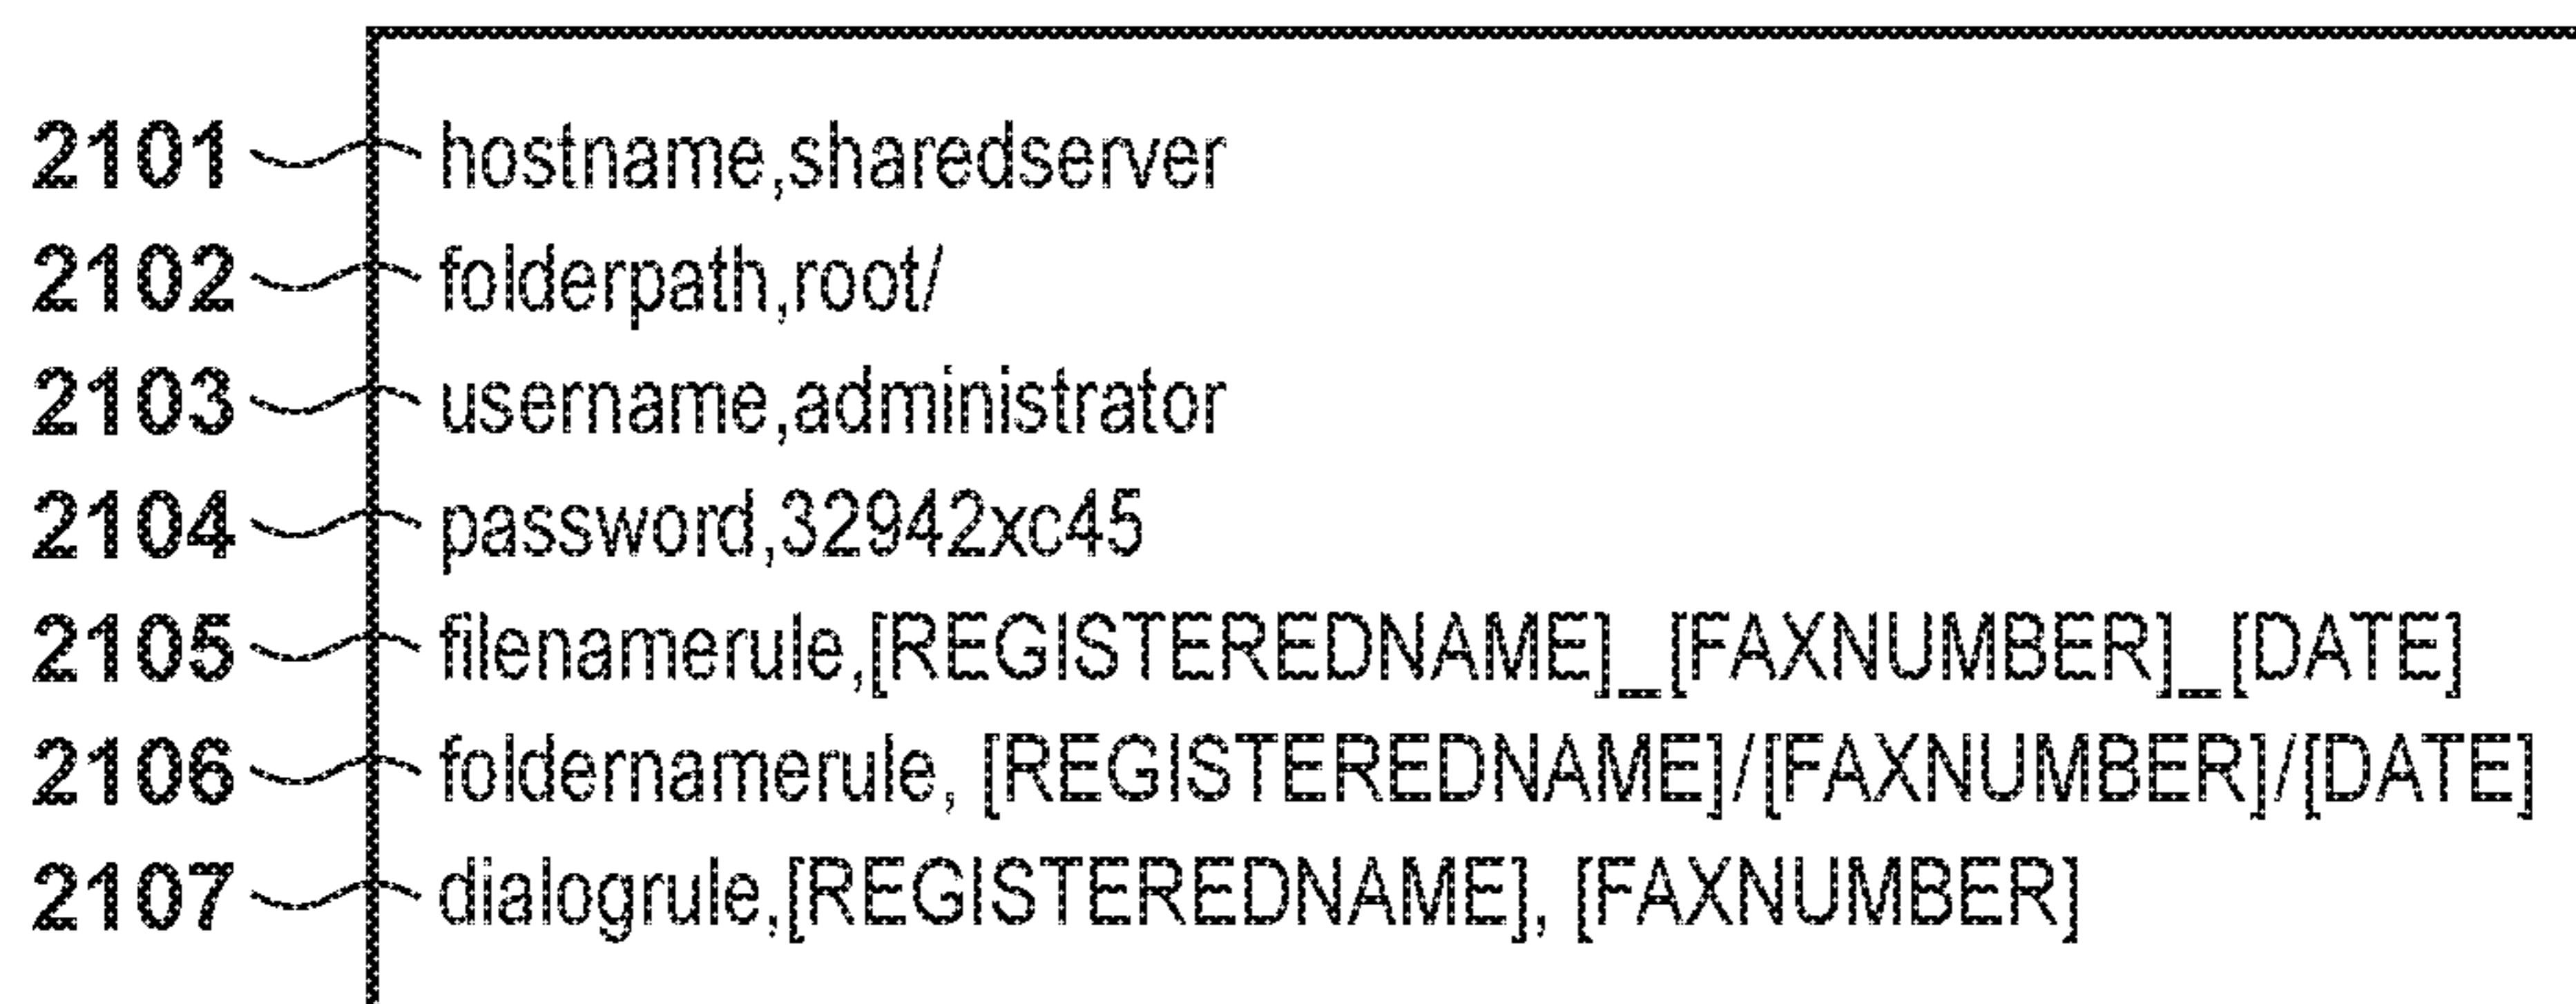 2101 hostname,sharedserver
2102 folderpath,root/
2103 username,administrator
2104 password,32942xc45
2105 filenamerule,[REGISTEREDNAME]_[FAXNUMBER]_[DATE]
2106 foldernamerule, [REGISTEREDNAME]/[FAXNUMBER]/[DATE]
2107 dialogrule,[REGISTEREDNAME], [FAXNUMBER]